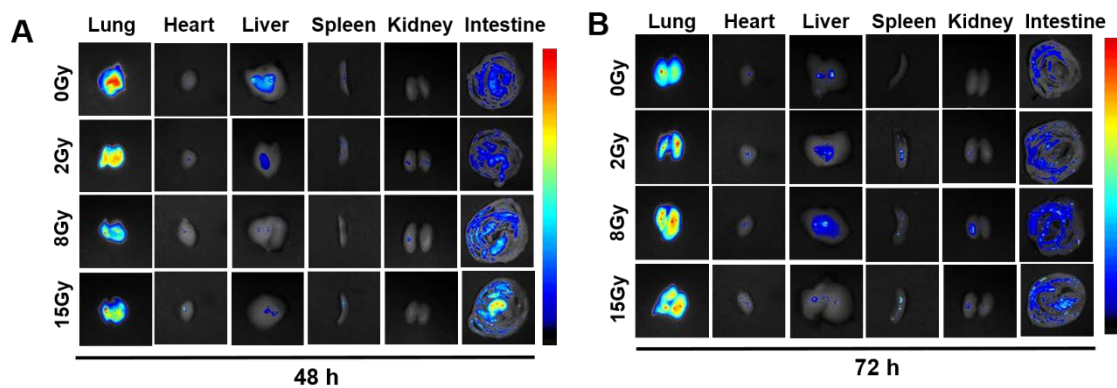 A
Lung Heart Liver Spleen Kidney Intestine
0Gy
2Gy
8Gy
15Gy
48 h
B
Lung Heart Liver Spleen Kidney Intestine
0Gy
2Gy
8Gy
15Gy
72 h